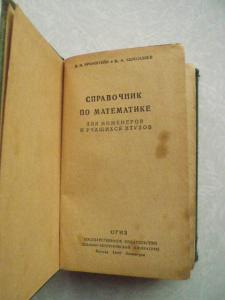 И. Н. БРОНШТЕЙН и К. А. СЕМЕНДЯЕВ
СПРАВОЧНИК
ПО МАТЕМАТИКЕ
ДЛЯ ИНЖЕНЕРОВ
И УЧАЩИХСЯ ВТУЗОВ
ОГИЗ
ГОСУДАРСТВЕННОЕ ИЗДАТЕЛЬСТВО
ТЕХНИКО-ТЕОРЕТИЧЕСКОЙ ЛИТЕРАТУРЫ
Москва Ленинград